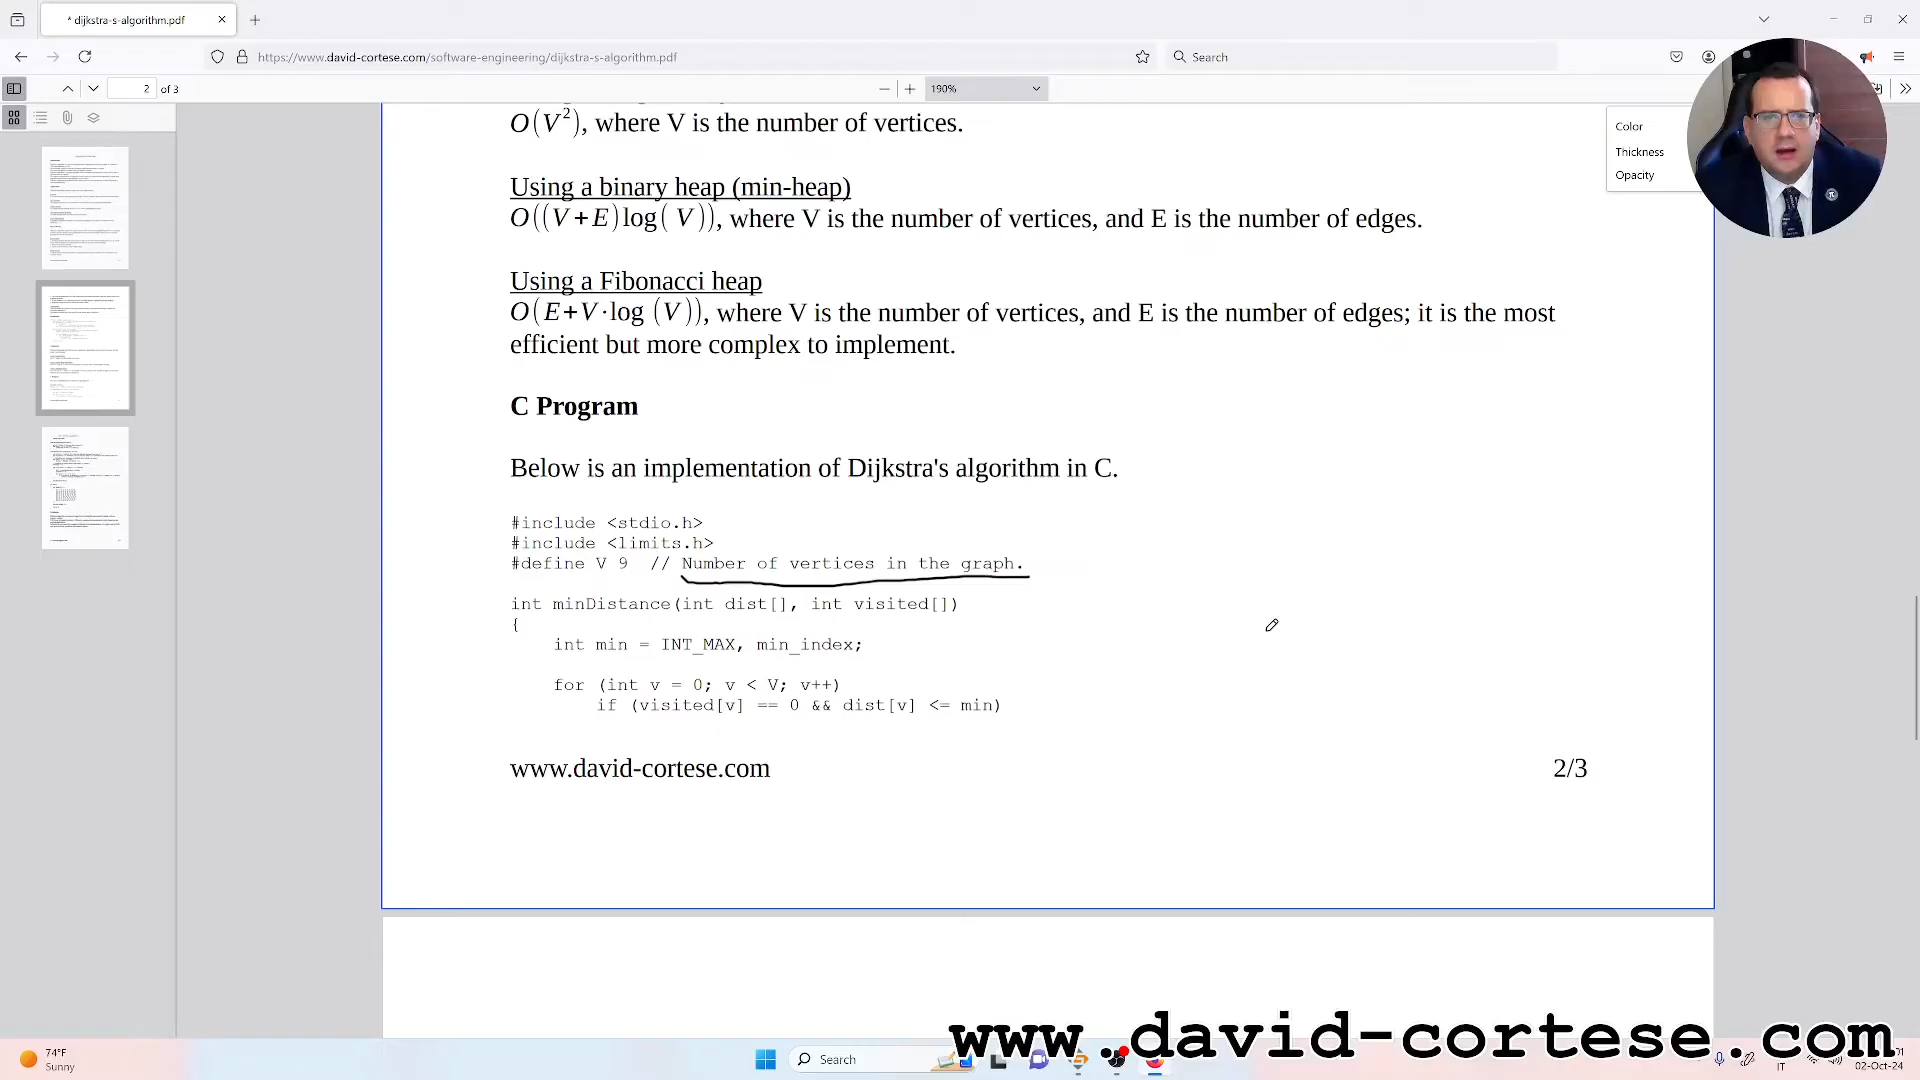 * dijkstra-s-algorithm.pdf
https://www.david-cortese.com/software-engineering/dijkstra-s-algorithm.pdf
Search
2 of 3
190%
Color
Thickness
Opacity
O(V²), where V is the number of vertices.
Using a binary heap (min-heap)
O((V+E)log(V)), where V is the number of vertices, and E is the number of edges.
Using a Fibonacci heap
O(E+V·log (V)), where V is the number of vertices, and E is the number of edges; it is the most
efficient but more complex to implement.
C Program
Below is an implementation of Dijkstra's algorithm in C.
#include <stdio.h>
#include <limits.h>
#define V 9  // Number of vertices in the graph.
int minDistance(int dist[], int visited[])
{
int min = INT_MAX, min_index;
for (int v = 0; v < V; v++)
if (visited[v] == 0 && dist[v] <= min)
www.david-cortese.com
2/3
www.david-cortese.com
74°F
Sunny
Search
IT
02-Oct-24